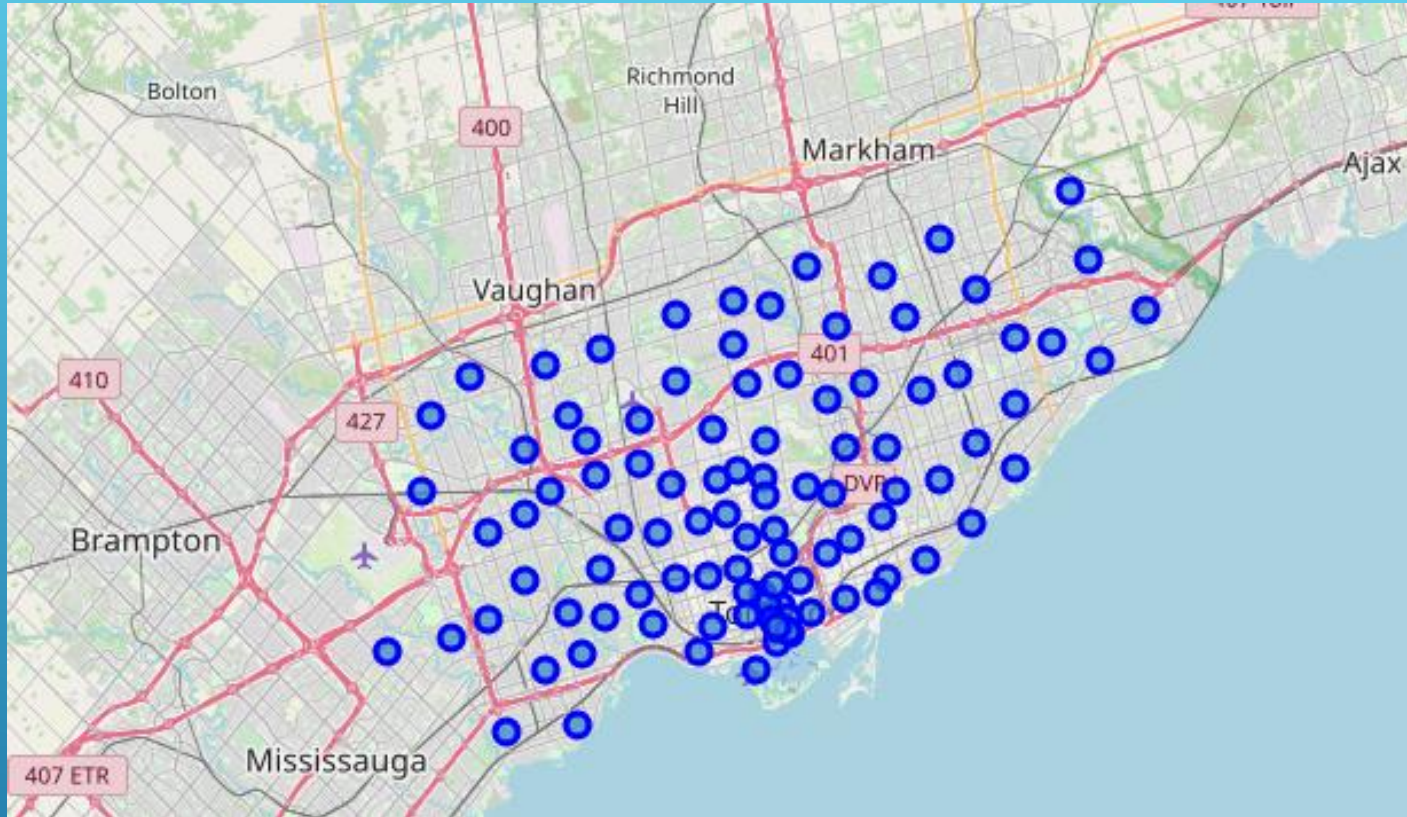 Bolton
Richmond
Hill
400
Markham
Ajax
Vaughan
401
410
427
DVP
Brampton
Mississauga
407 ETR